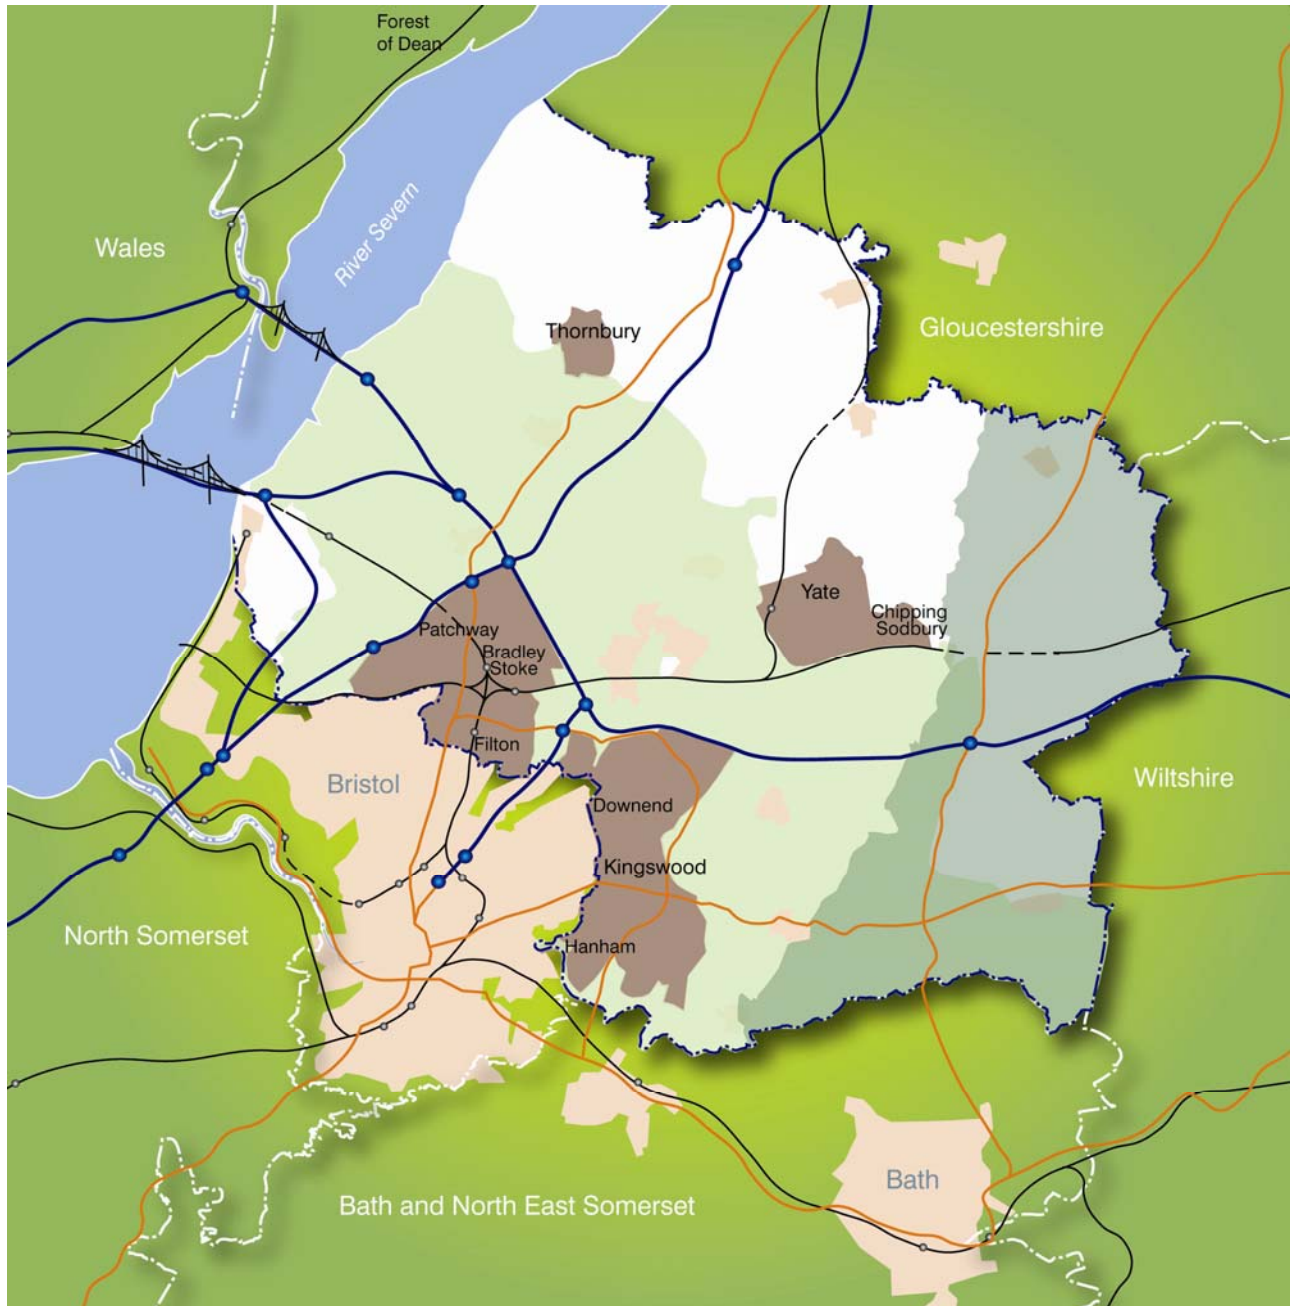 Forest
of Dean
River Severn
Wales
Thornbury
Gloucestershire
Yate
Chipping
Sodbury
Patchway
Bradley
Stoke
Filton
Bristol
Wiltshire
Downend
Kingswood
North Somerset
Hanham
Bath
Bath and North East Somerset